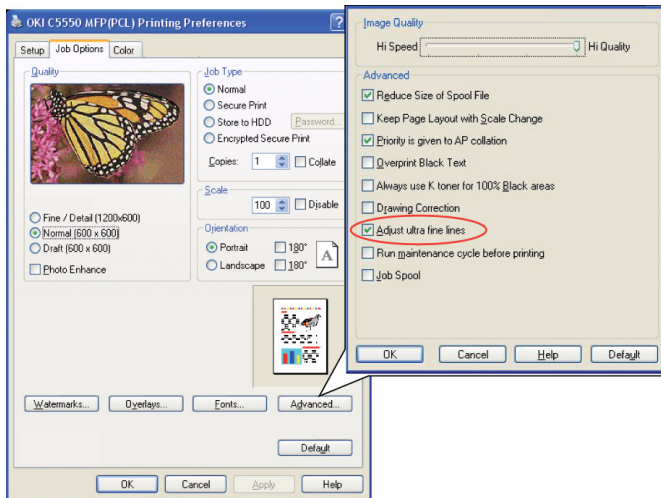 OKI C5550 MFP(PCL) Printing Preferences
?
Setup
Job Options
Color
Quality
Fine / Detail (1200x600)
Normal (600 x 600)
Draft (600 x 600)
Photo Enhance
Job Type
Normal
Secure Print
Store to HDD
Password...
Encrypted Secure Print
Copies:
1
Collate
Scale
100
Disable
Orientation
Portrait
180°
Landscape
180°
A
Watermarks...
Overlays...
Fonts...
Advanced...
Default
OK
Cancel
Apply
Help
Image Quality
Hi Speed
Hi Quality
Advanced
Reduce Size of Spool File
Keep Page Layout with Scale Change
Priority is given to AP collation
Overprint Black Text
Always use K toner for 100% Black areas
Drawing Correction
Adjust ultra fine lines
Run maintenance cycle before printing
Job Spool
OK
Cancel
Help
Default